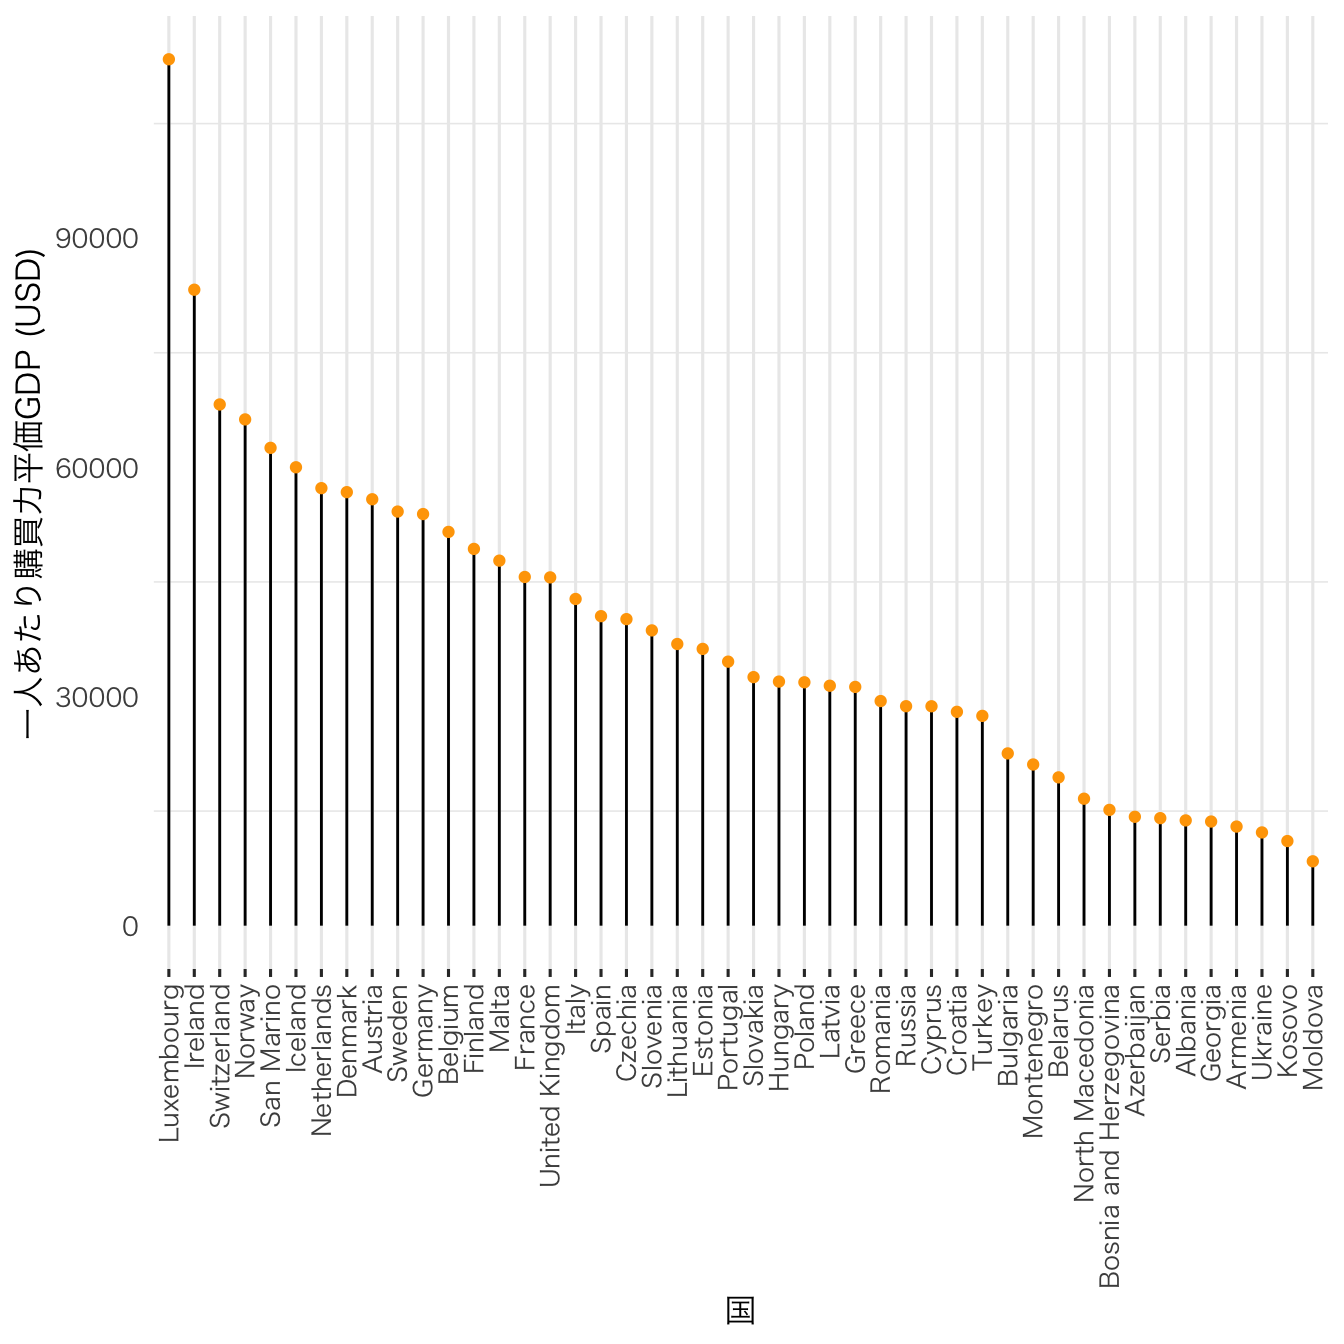 一人あたり購買力平価GDP (USD)
90000
60000
30000
0
Luxembourg
Ireland
Switzerland
Norway
San Marino
Iceland
Netherlands
Denmark
Austria
Sweden
Germany
Belgium
Finland
Malta
France
United Kingdom
Italy
Spain
Czechia
Slovenia
Lithuania
Estonia
Portugal
Slovakia
Hungary
Poland
Latvia
Greece
Romania
Russia
Cyprus
Croatia
Turkey
Bulgaria
Montenegro
Belarus
North Macedonia
Bosnia and Herzegovina
Azerbaijan
Serbia
Albania
Georgia
Armenia
Ukraine
Kosovo
Moldova
国